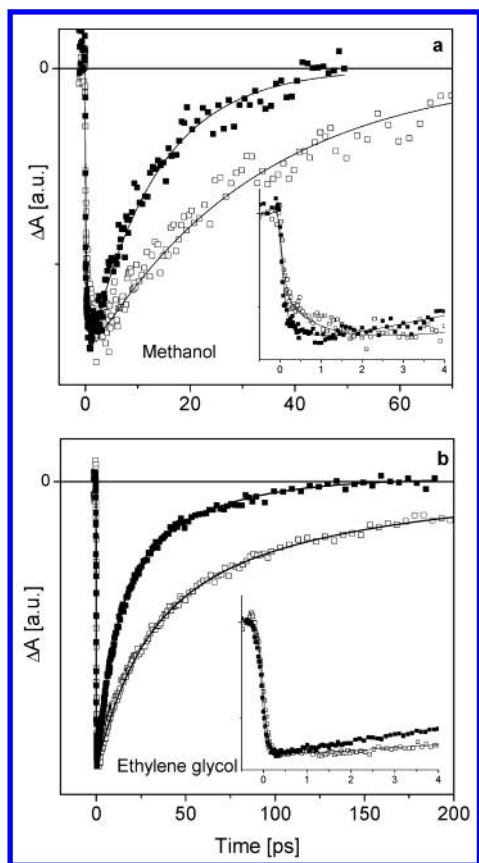 a
0
ΔA [a.u.]
Methanol
0 1 2 3 4
0 20 40 60
b
0
ΔA [a.u.]
Ethylene glycol
0 1 2 3 4
0 50 100 150 200
Time [ps]